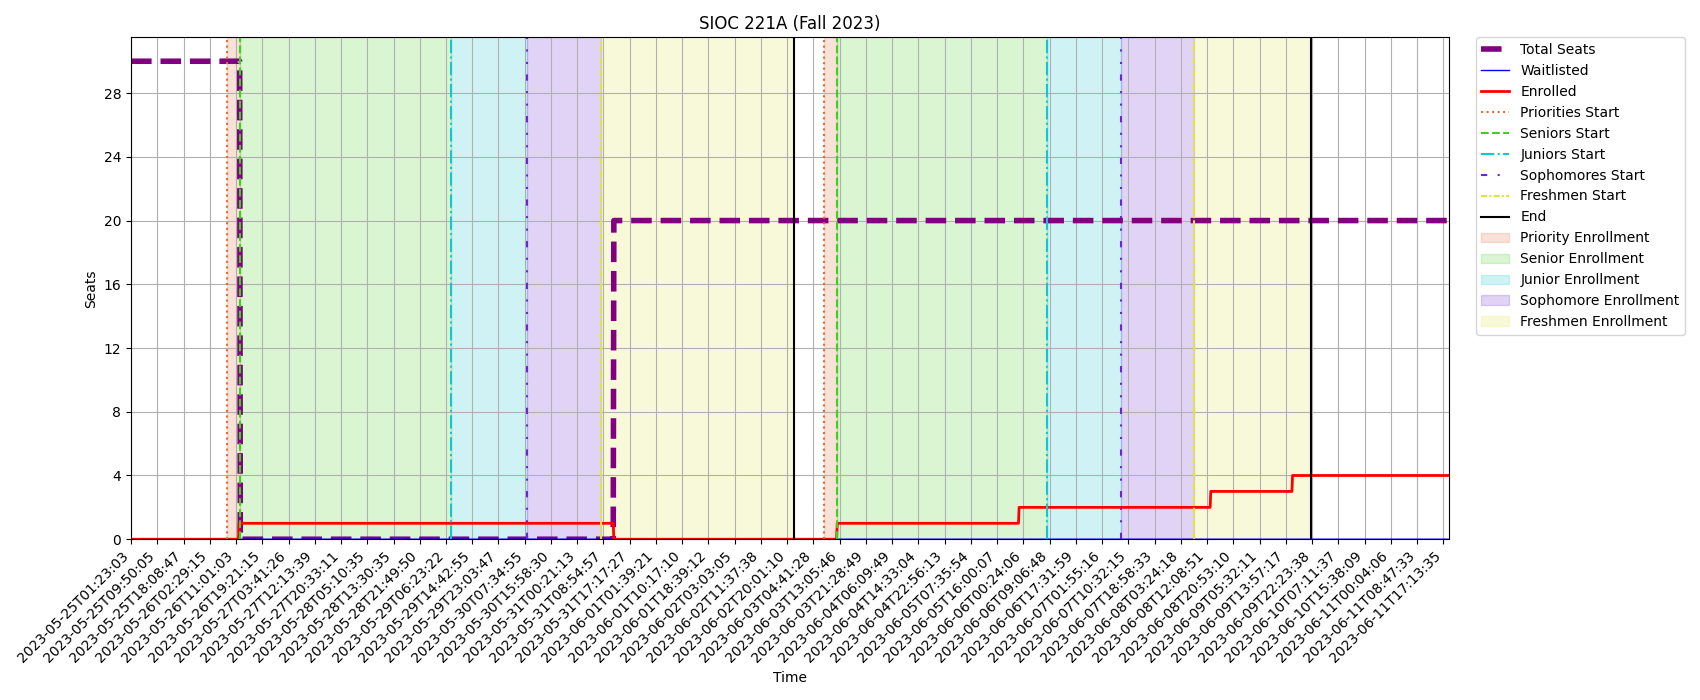 SIOC 221A (Fall 2023)
Seats
28
24
20
16
12
8
4
0
2023-05-25T01:23:03
2023-05-25T09:50:05
2023-05-25T18:08:47
2023-05-26T02:29:15
2023-05-26T11:01:03
2023-05-26T19:21:15
2023-05-27T03:41:26
2023-05-27T12:13:39
2023-05-27T20:33:11
2023-05-28T05:10:35
2023-05-28T13:30:35
2023-05-28T21:49:50
2023-05-29T06:23:22
2023-05-29T14:42:55
2023-05-29T23:03:47
2023-05-30T07:34:55
2023-05-30T15:58:30
2023-05-31T00:21:13
2023-05-31T08:54:57
2023-05-31T17:17:27
2023-06-01T01:39:21
2023-06-01T10:17:10
2023-06-01T18:39:12
2023-06-02T03:03:05
2023-06-02T11:37:38
2023-06-02T20:01:10
2023-06-03T04:41:28
2023-06-03T13:05:46
2023-06-03T21:28:49
2023-06-04T06:09:49
2023-06-04T14:33:04
2023-06-04T22:56:13
2023-06-05T07:35:54
2023-06-05T16:00:07
2023-06-06T00:24:06
2023-06-06T09:06:48
2023-06-06T17:31:59
2023-06-07T01:55:16
2023-06-07T10:32:15
2023-06-07T18:58:33
2023-06-08T03:24:18
2023-06-08T12:08:51
2023-06-08T20:53:10
2023-06-09T05:32:11
2023-06-09T13:57:17
2023-06-09T22:23:38
2023-06-10T07:11:37
2023-06-10T15:38:09
2023-06-11T00:04:06
2023-06-11T08:47:33
2023-06-11T17:13:35
Time
Total Seats
Waitlisted
Enrolled
Priorities Start
Seniors Start
Juniors Start
Sophomores Start
Freshmen Start
End
Priority Enrollment
Senior Enrollment
Junior Enrollment
Sophomore Enrollment
Freshmen Enrollment